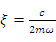 ξ = c / 2mω